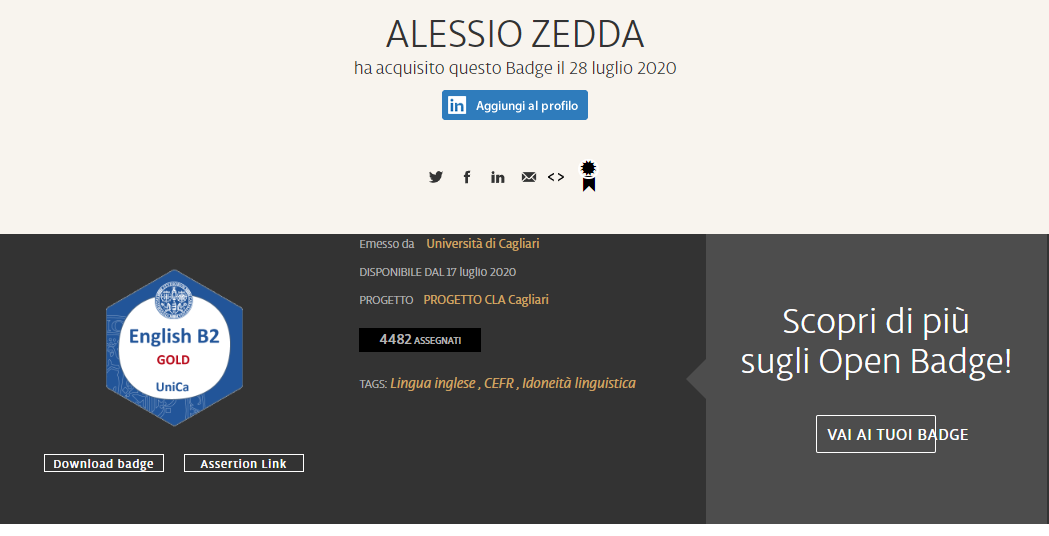 ALESSIO ZEDDA
ha acquisito questo Badge il 28 luglio 2020
in Aggiungi al profilo
Emesso da Università di Cagliari
DISPONIBILE DAL 17 luglio 2020
PROGETTO PROGETTO CLA Cagliari
4482 ASSEGNATI
TAGS: Lingua inglese , CEFR , Idoneità linguistica
English B2
GOLD
UniCa
Download badge
Assertion Link
Scopri di più
sugli Open Badge!
VAI AI TUOI BADGE